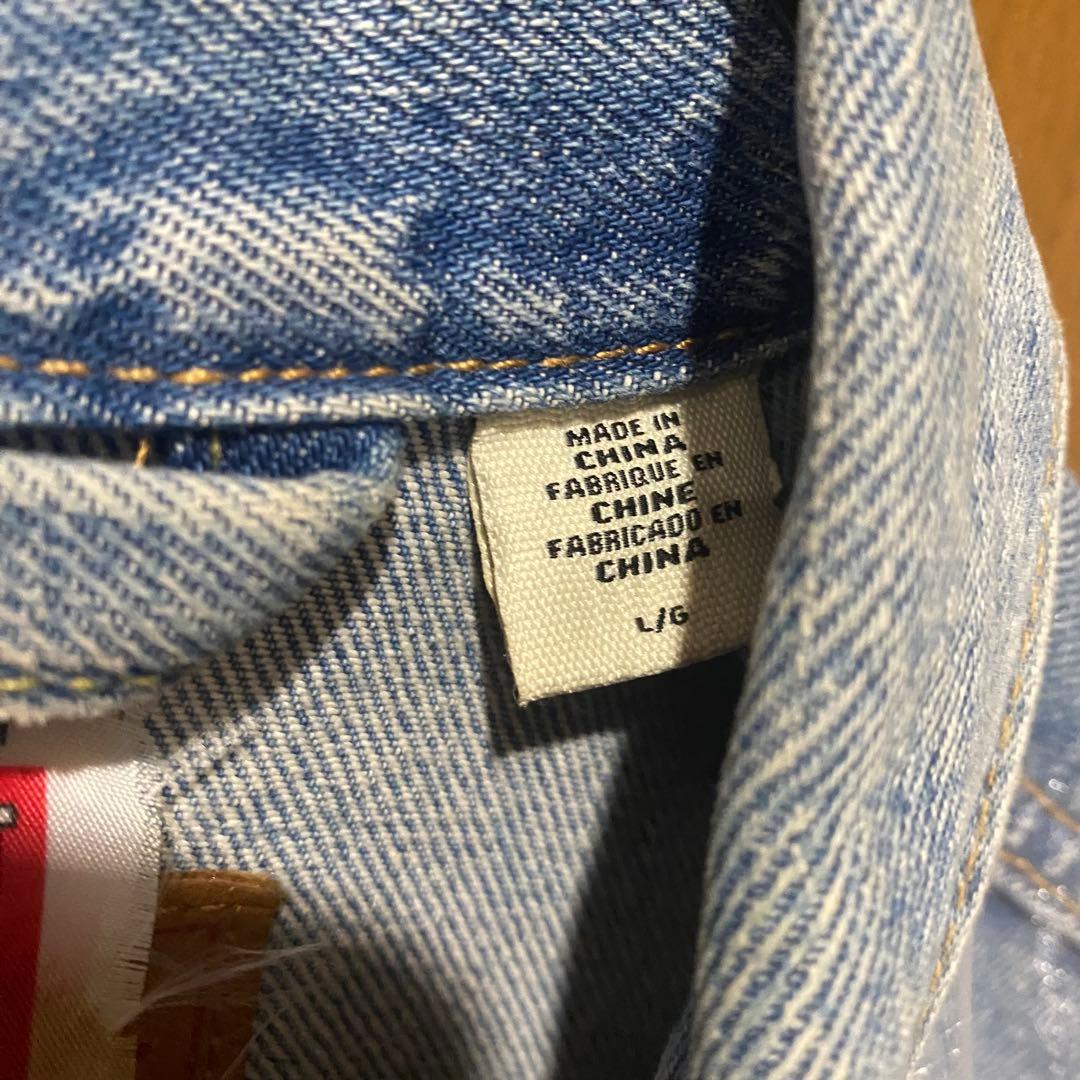 MADE IN
CHINA
FABRIQUE EN
CHINE
FABRICADO EN
CHINA
L/G